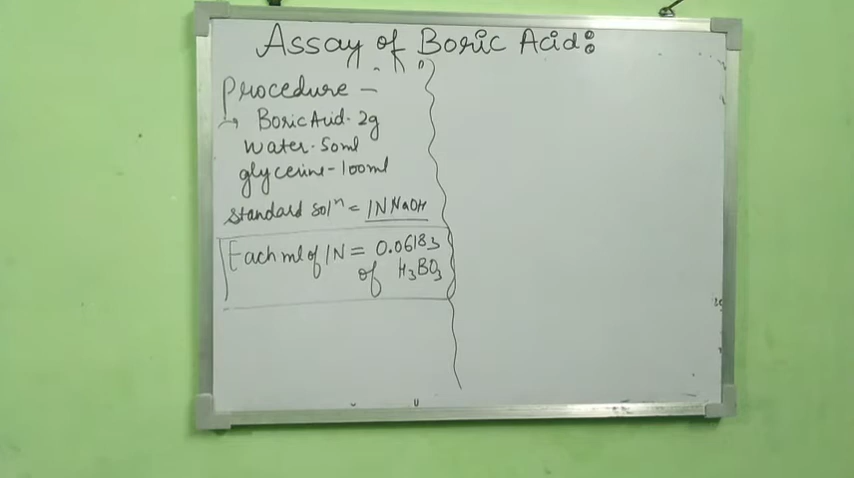 Assay of Boric Acid:
Procedure -
→ Boric Acid - 2g
Water - 50ml
glycerine - 100ml
Standard solⁿ = 1N NaOH
Each ml of 1N = 0.06183
of H₃BO₃